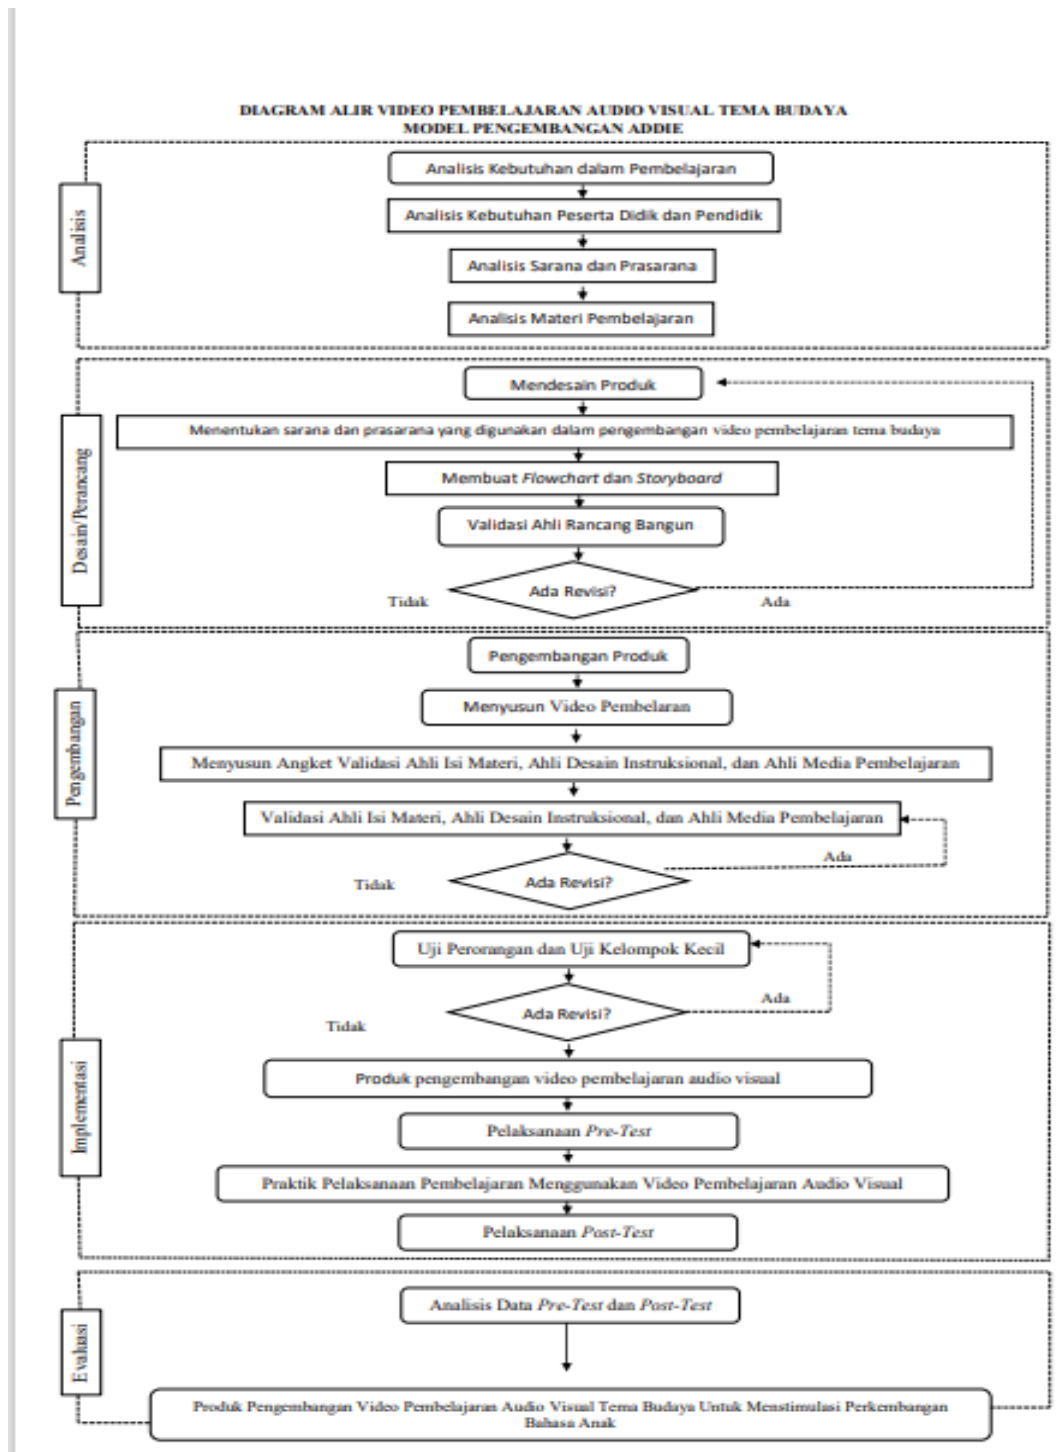 DIAGRAM ALIR VIDEO PEMBELAJARAN AUDIO VISUAL TEMA BUDAYA
MODEL PENGEMBANGAN ADDIE
Analisis
Analisis Kebutuhan dalam Pembelajaran
Analisis Kebutuhan Peserta Didik dan Pendidik
Analisis Sarana dan Prasarana
Analisis Materi Pembelajaran
Desain/Perancang
Mendesain Produk
Menentukan sarana dan prasarana yang digunakan dalam pengembangan video pembelajaran tema budaya
Membuat Flowchart dan Storyboard
Validasi Ahli Rancang Bangun
Ada Revisi?
Tidak
Ada
Pengembangan
Pengembangan Produk
Menyusun Video Pembelaran
Menyusun Angket Validasi Ahli Isi Materi, Ahli Desain Instruksional, dan Ahli Media Pembelajaran
Validasi Ahli Isi Materi, Ahli Desain Instruksional, dan Ahli Media Pembelajaran
Ada
Tidak
Ada Revisi?
Implementasi
Uji Perorangan dan Uji Kelompok Kecil
Ada
Ada Revisi?
Tidak
Produk pengembangan video pembelajaran audio visual
Pelaksanaan Pre-Test
Praktik Pelaksanaan Pembelajaran Menggunakan Video Pembelajaran Audio Visual
Pelaksanaan Post-Test
Evaluasi
Analisis Data Pre-Test dan Post-Test
Produk Pengembangan Video Pembelajaran Audio Visual Tema Budaya Untuk Menstimulasi Perkembangan
Bahasa Anak